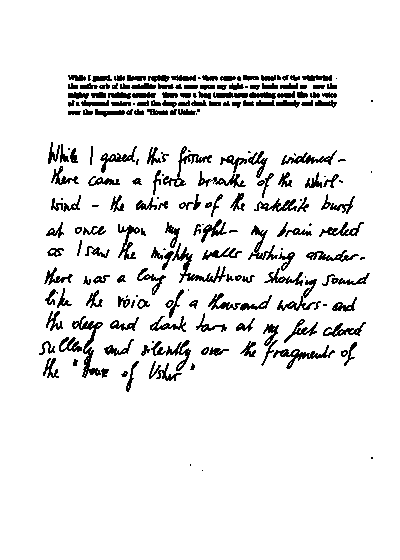 While I gazed, this fissure rapidly widened - there came a fierce breath of the whirlwind -
the entire orb of the satellite burst at once upon my sight - my brain reeled as I saw the
mighty walls rushing asunder - there was a long tumultuous shouting sound like the voice
of a thousand waters - and the deep and dank tarn at my feet closed sullenly and silently
over the fragments of the "House of Usher."
While I gazed, this fissure rapidly widened -
there came a fierce breathe of the whirl-
wind - the entire orb of the satellite burst
at once upon my sight - my brain reeled
as I saw the mighty walls rushing asunder -
there was a long tumultuous shouting sound
like the voice of a thousand waters - and
the deep and dank tarn at my feet closed
sullenly and silently over the fragments of
the "House of Usher"